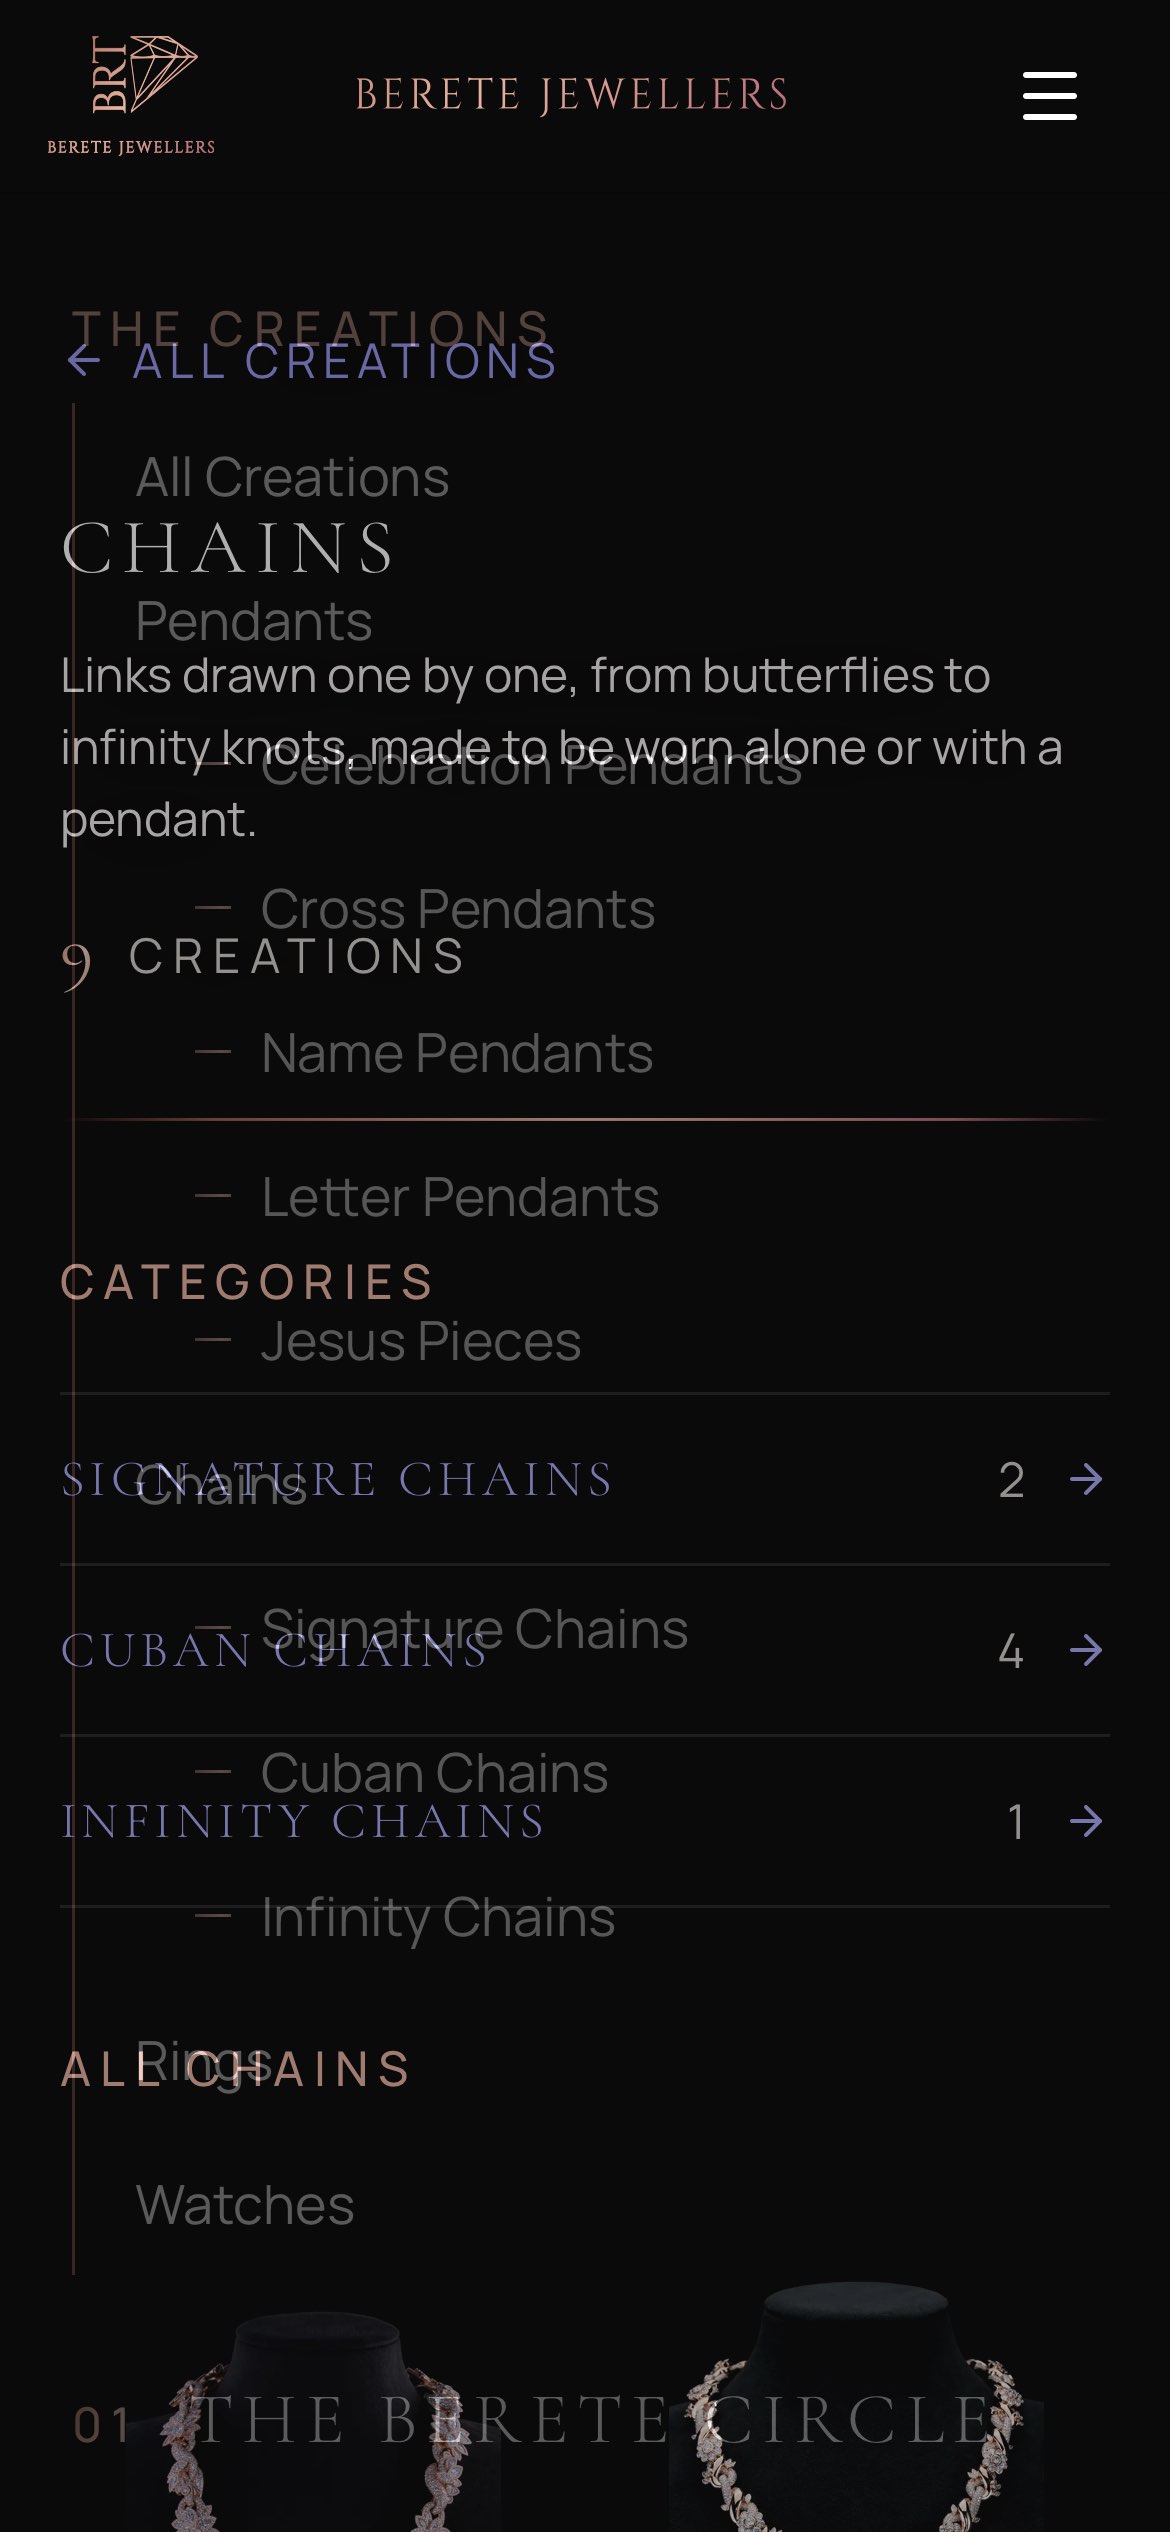 BRT
BERETE JEWELLERS
BERETE JEWELLERS
THE CREATIONS
ALL CREATIONS
All Creations
CHAINS
Pendants
Links drawn one by one, from butterflies to
infinity knots, made to be worn alone or with a
Celebration Pendants
pendant.
Cross Pendants
9 CREATIONS
Name Pendants
Letter Pendants
CATEGORIES
Jesus Pieces
SIGNATURE CHAINS 2
Chains
Signature Chains
CUBAN CHAINS 4
Cuban Chains
INFINITY CHAINS 1
Infinity Chains
Rings
ALL CHAINS
Watches
01 THE BERETE CIRCLE